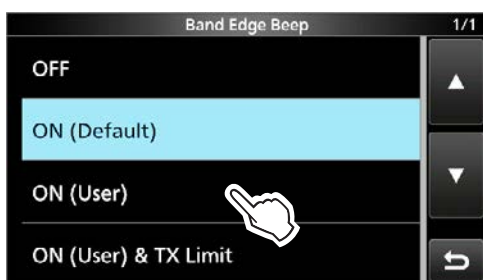 Band Edge Beep 1/1
OFF
ON (Default)
ON (User)
ON (User) & TX Limit